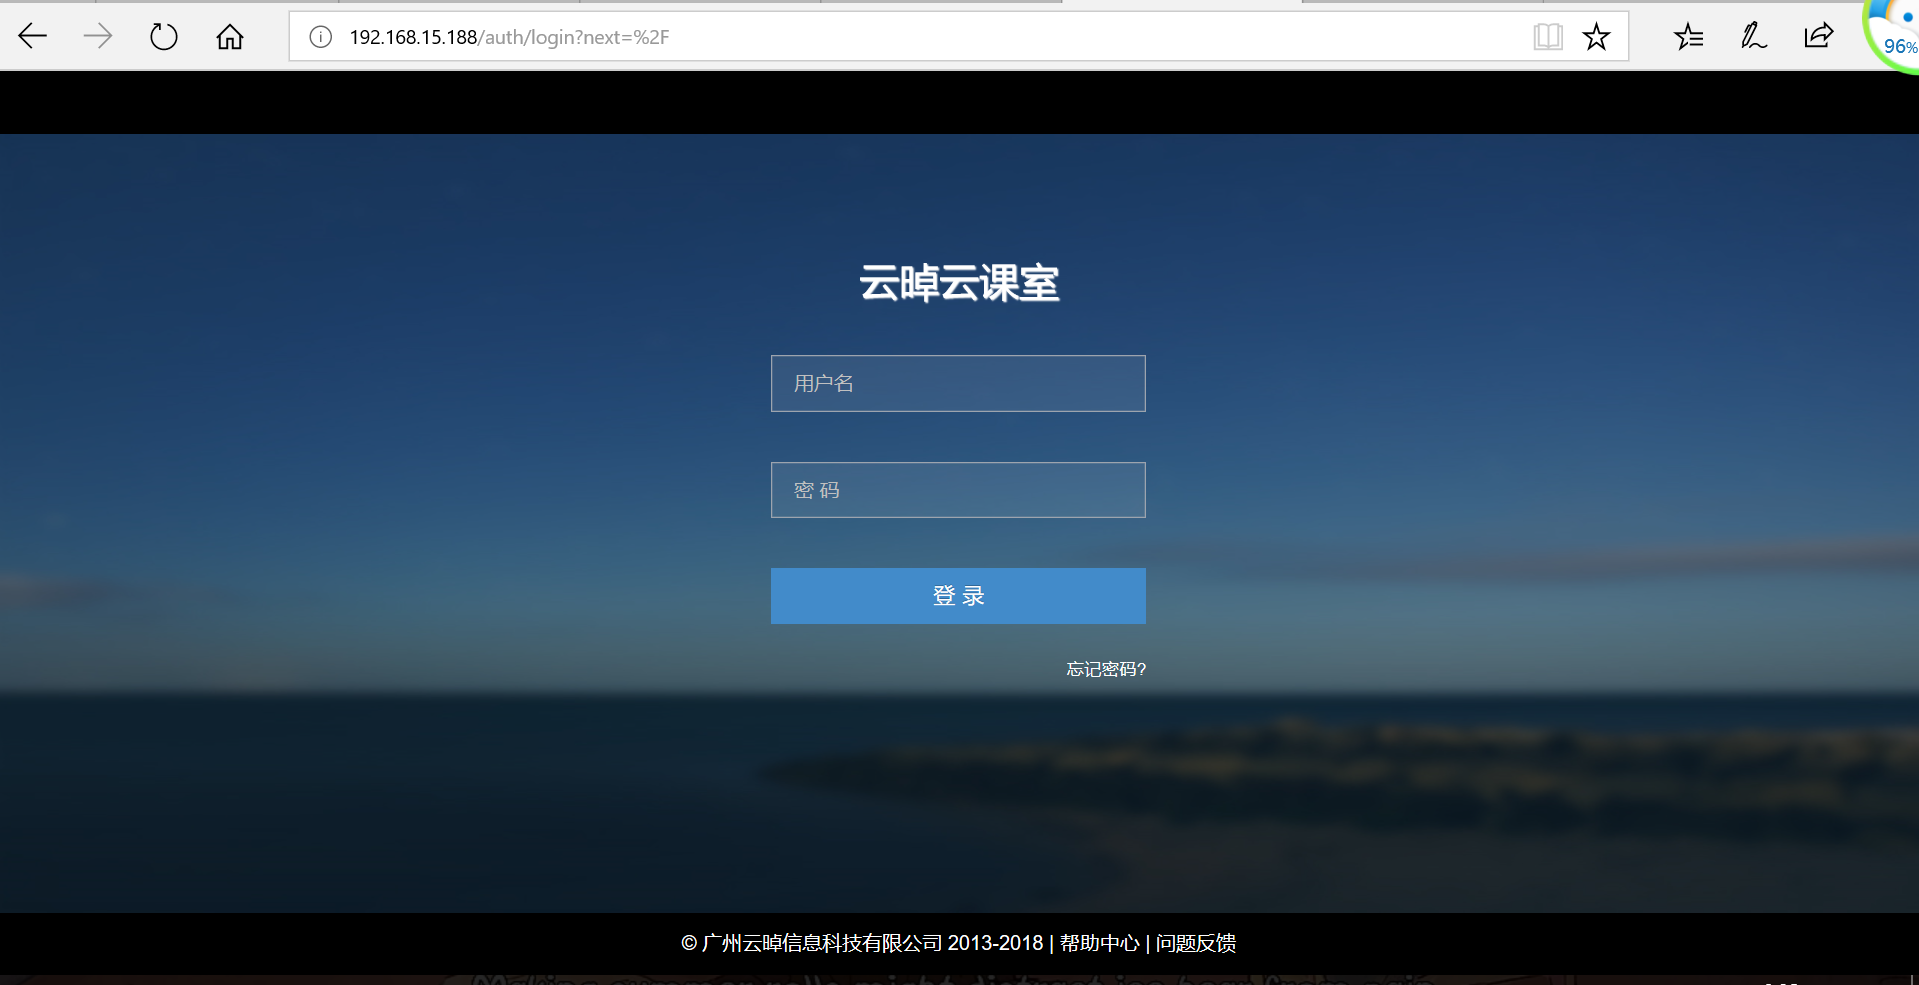 192.168.15.188/auth/login?next=%2F
96%
云晫云课室
用户名
密 码
登 录
忘记密码?
© 广州云晫信息科技有限公司 2013-2018 | 帮助中心 | 问题反馈